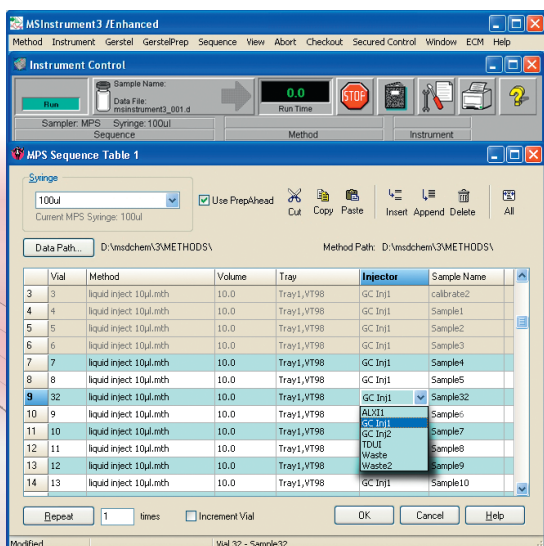 MSInstrument3 /Enhanced
Method Instrument Gerstel GerstelPrep Sequence View Abort Checkout Secured Control Window ECM Help
Instrument Control
Run
Sample Name:
Data File:
msinstrument3_001.d
0.0
Run Time
STOP
Sampler: MPS Syringe: 100ul
Sequence
Method
Instrument
MPS Sequence Table 1
Syringe
100ul
Current MPS Syringe: 100ul
Use PrepAhead
Cut Copy Paste Insert Append Delete All
Data Path... D:\msdchem\3\METHODS\ Method Path: D:\msdchem\3\METHODS\
Vial Method Volume Tray Injector Sample Name
3 3 liquid inject 10µl.mth 10.0 Tray1,VT98 GC Inj1 calibrate2
4 4 liquid inject 10µl.mth 10.0 Tray1,VT98 GC Inj1 Sample1
5 5 liquid inject 10µl.mth 10.0 Tray1,VT98 GC Inj1 Sample2
6 6 liquid inject 10µl.mth 10.0 Tray1,VT98 GC Inj1 Sample3
7 7 liquid inject 10µl.mth 10.0 Tray1,VT98 GC Inj1 Sample4
8 8 liquid inject 10µl.mth 10.0 Tray1,VT98 GC Inj1 Sample5
9 32 liquid inject 10µl.mth 10.0 Tray1,VT98 GC Inj1 Sample32
10 9 liquid inject 10µl.mth 10.0 Tray1,VT98 ALXI1 Sample6
GC Inj1
11 10 liquid inject 10µl.mth 10.0 Tray1,VT98 GC Inj2 Sample7
12 11 liquid inject 10µl.mth 10.0 Tray1,VT98 TDUI Sample8
Waste
13 12 liquid inject 10µl.mth 10.0 Tray1,VT98 Waste2 Sample9
14 13 liquid inject 10µl.mth 10.0 Tray1,VT98 GC Inj1 Sample10
Repeat 1 times Increment Vial OK Cancel Help
Modified Vial 32 - Sample32